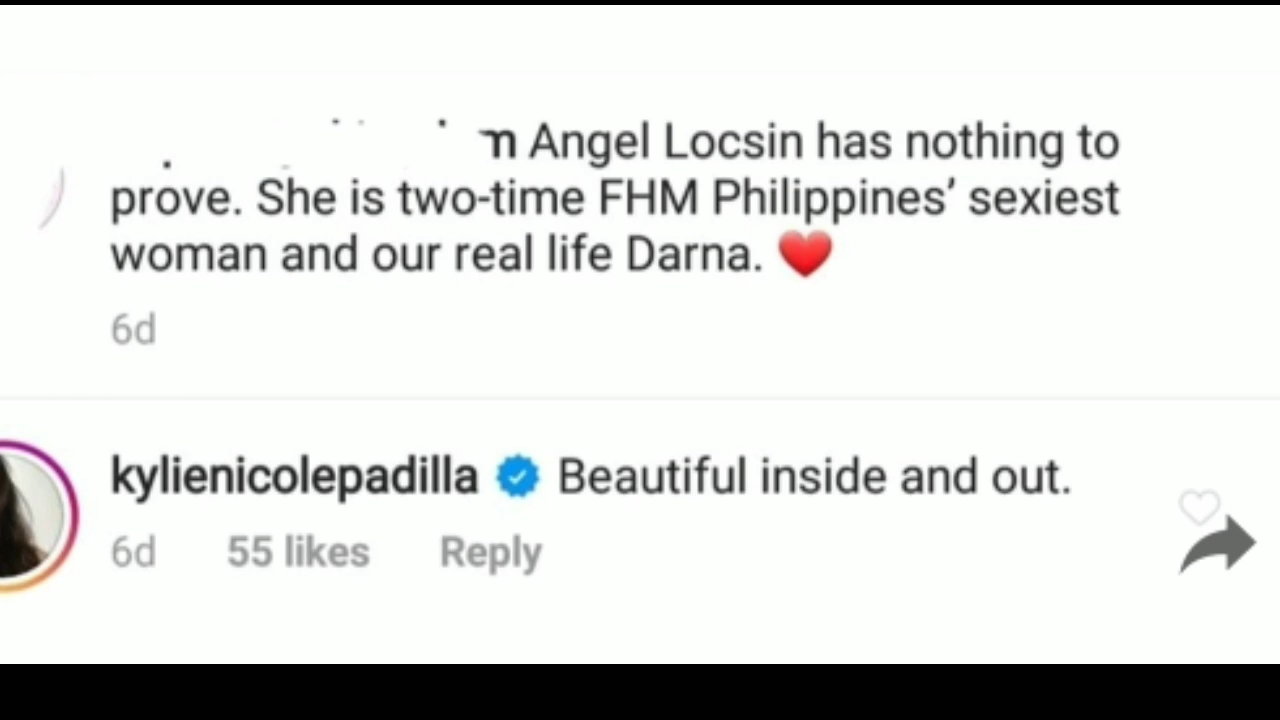 Angel Locsin has nothing to
prove. She is two-time FHM Philippines’ sexiest
woman and our real life Darna. ❤️
6d
kylienicolepadilla Beautiful inside and out.
6d 55 likes Reply